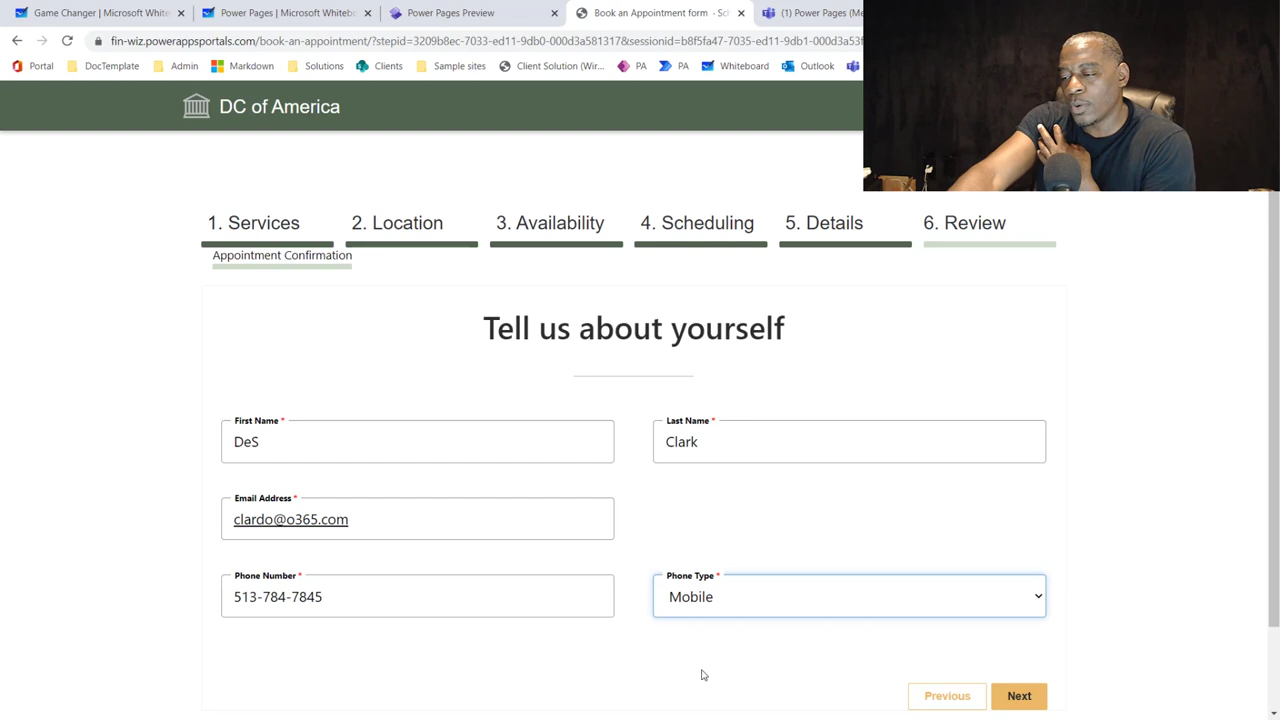 Game Changer | Microsoft Whitebo
Power Pages | Microsoft Whitebo
Power Pages Preview
Book an Appointment form - Sc
(1) Power Pages (Me
fin-wiz.powerappsportals.com/book-an-appointment/?stepid=3209b8ec-7033-ed11-9db0-000d3a581317&sessionid=b8f5fa47-7035-ed11-9db1-000d3a53f
Portal
DocTemplate
Admin
Markdown
Solutions
Clients
Sample sites
Client Solution (Wir...
PA
PA
Whiteboard
Outlook
DC of America
1. Services
2. Location
3. Availability
4. Scheduling
5. Details
6. Review
Appointment Confirmation
Tell us about yourself
First Name *
Last Name *
DeS
Clark
Email Address *
clardo@o365.com
Phone Number *
Phone Type *
513-784-7845
Mobile
Previous
Next